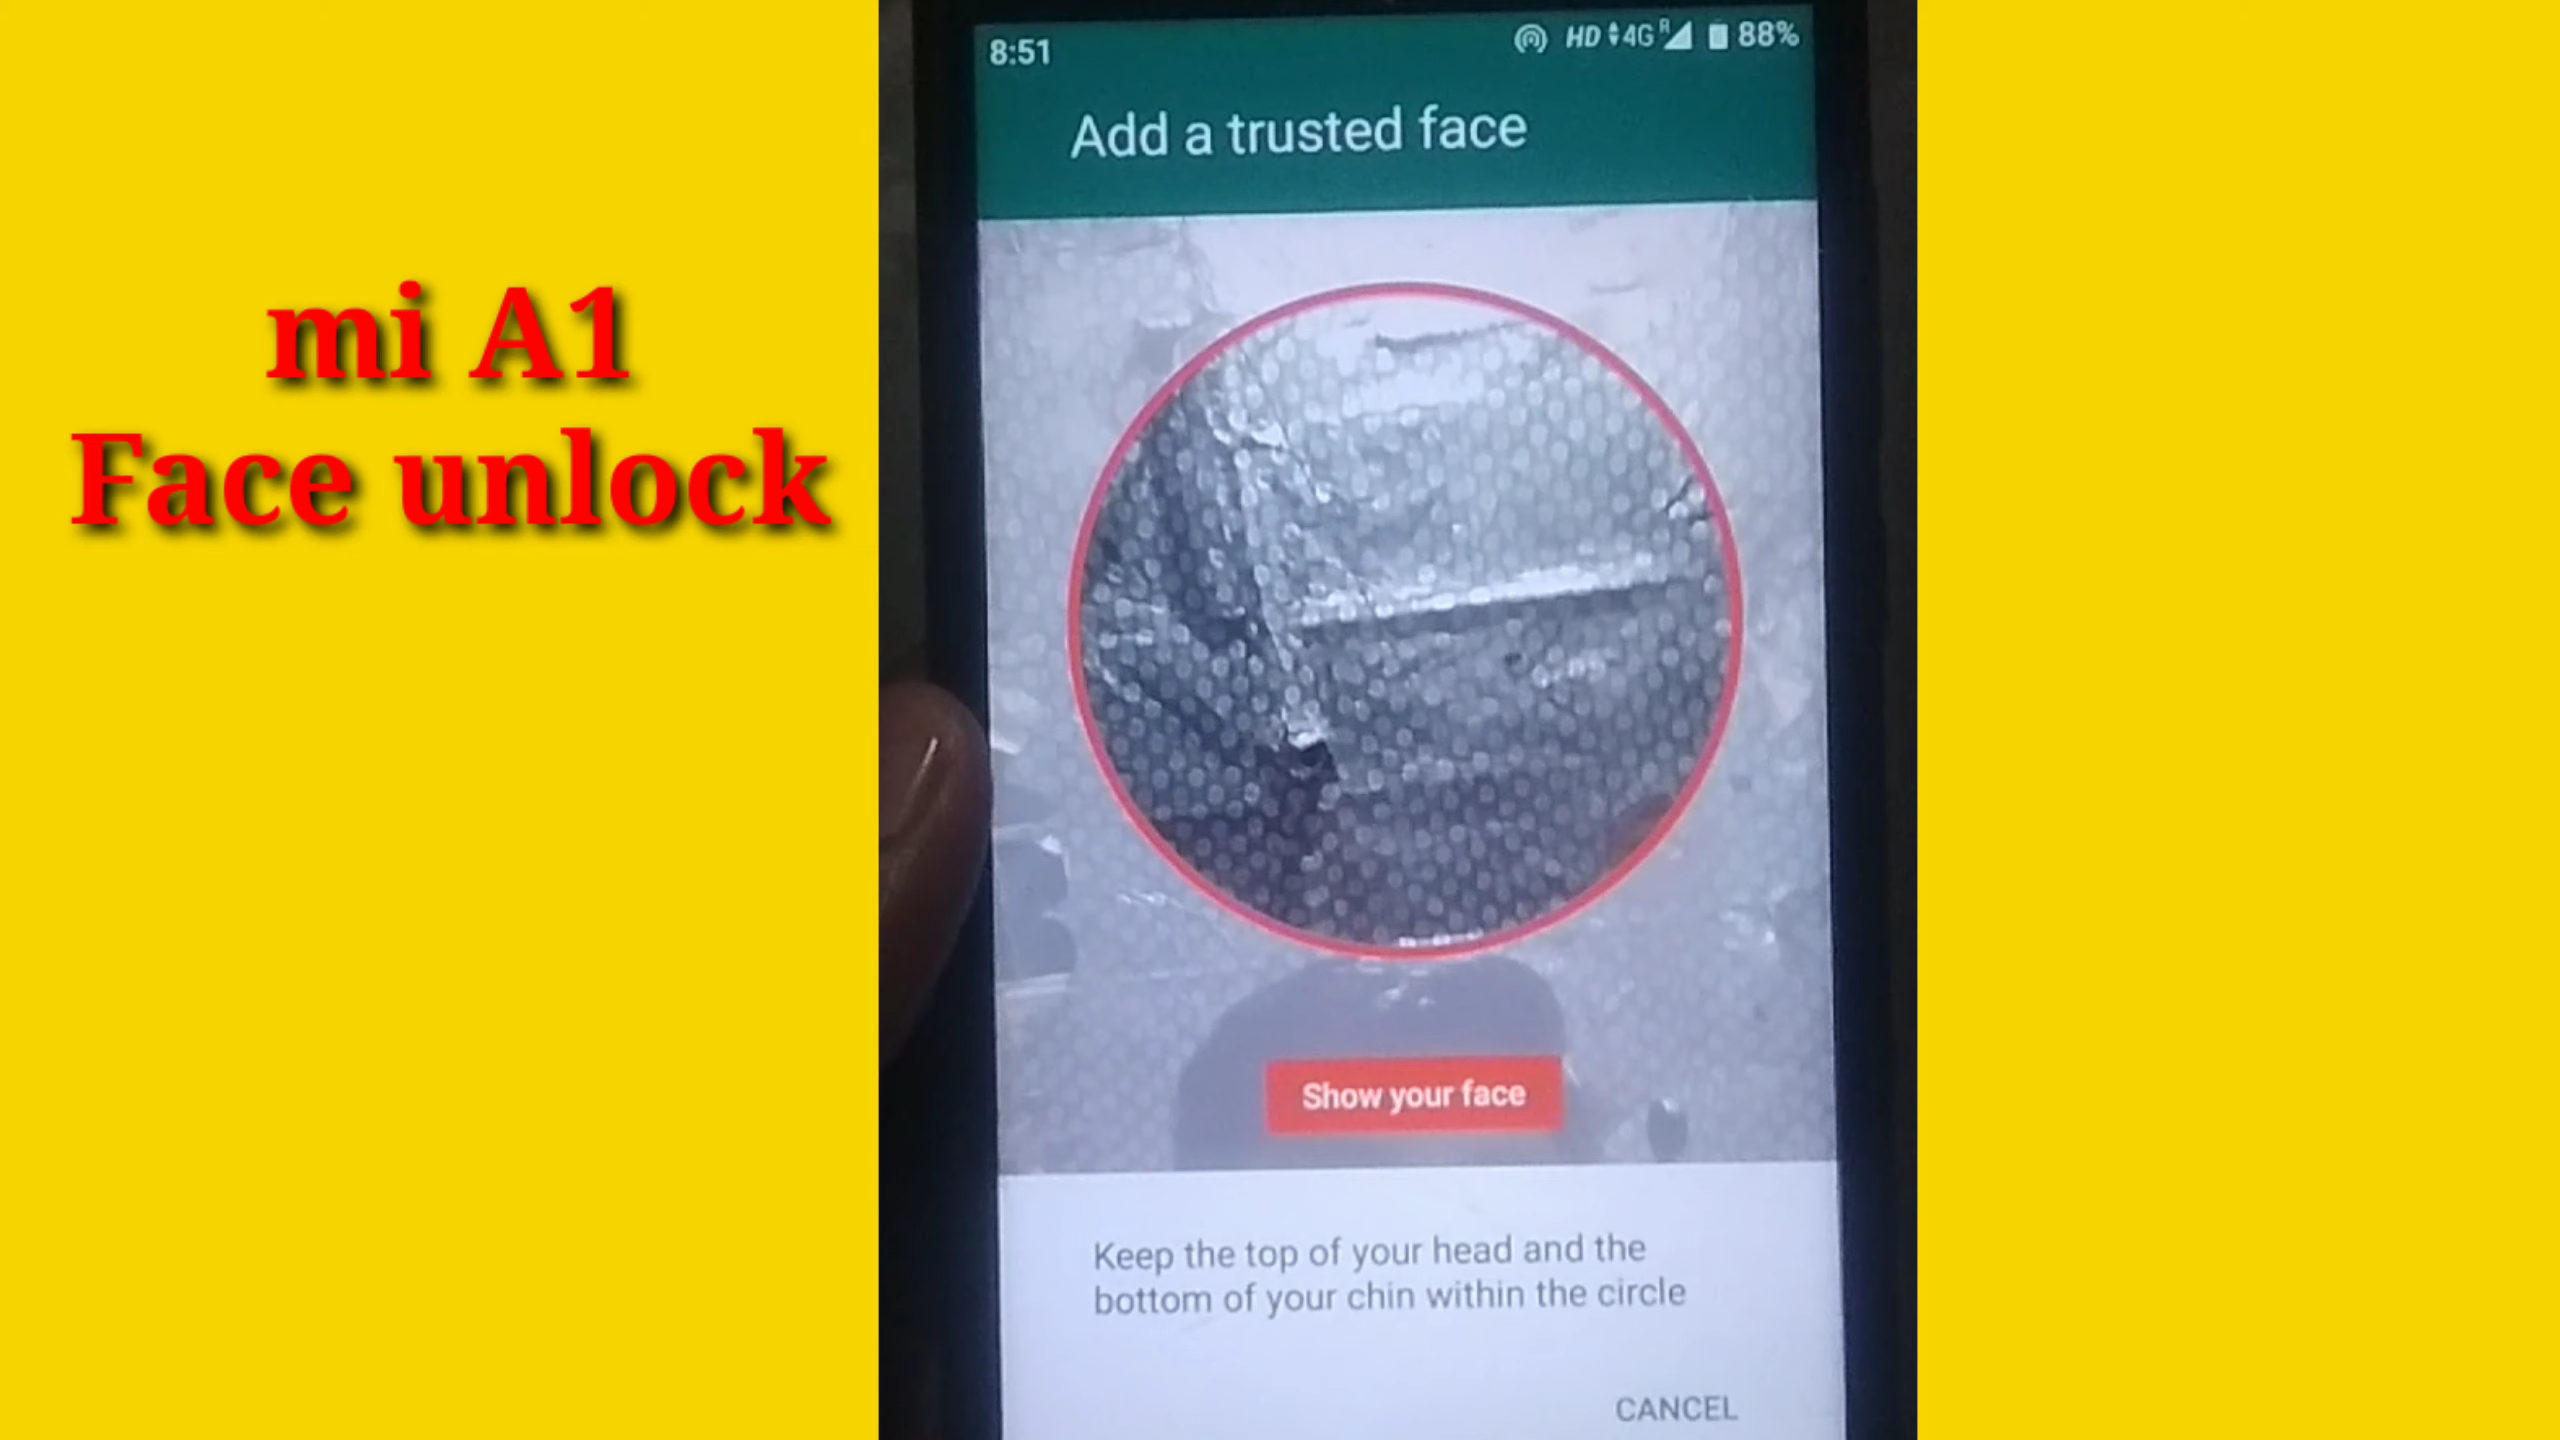 mi A1
Face unlock
8:51
HD 4G R 88%
Add a trusted face
Show your face
Keep the top of your head and the
bottom of your chin within the circle
CANCEL